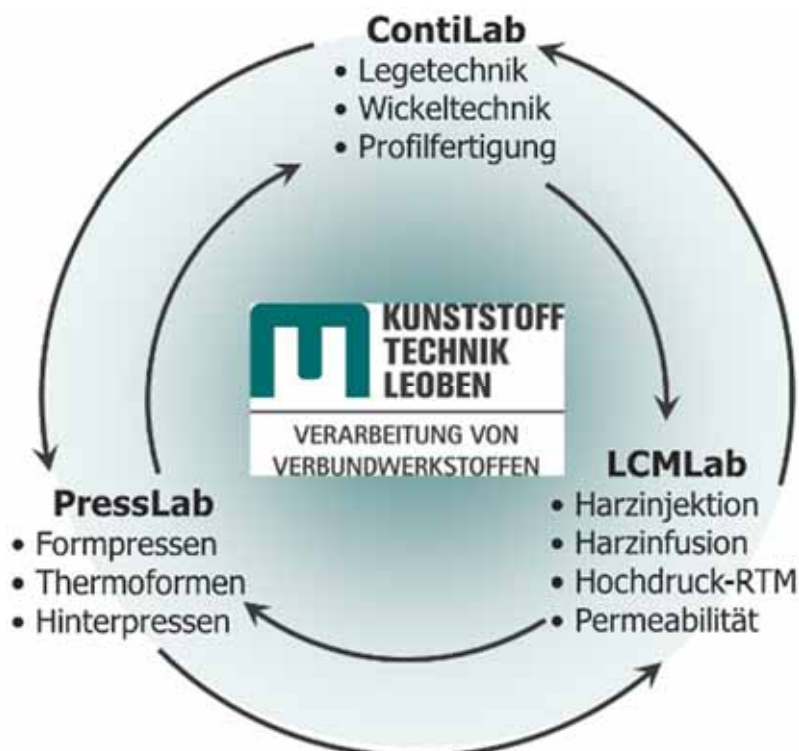 ContiLab
• Legetechnik
• Wickeltechnik
• Profilfertigung
KUNSTSTOFF
TECHNIK
LEOBEN
VERARBEITUNG VON
VERBUNDWERKSTOFFEN
PressLab
• Formpressen
• Thermoformen
• Hinterpressen
LCMLab
• Harzinjektion
• Harzinfusion
• Hochdruck-RTM
• Permeabilität